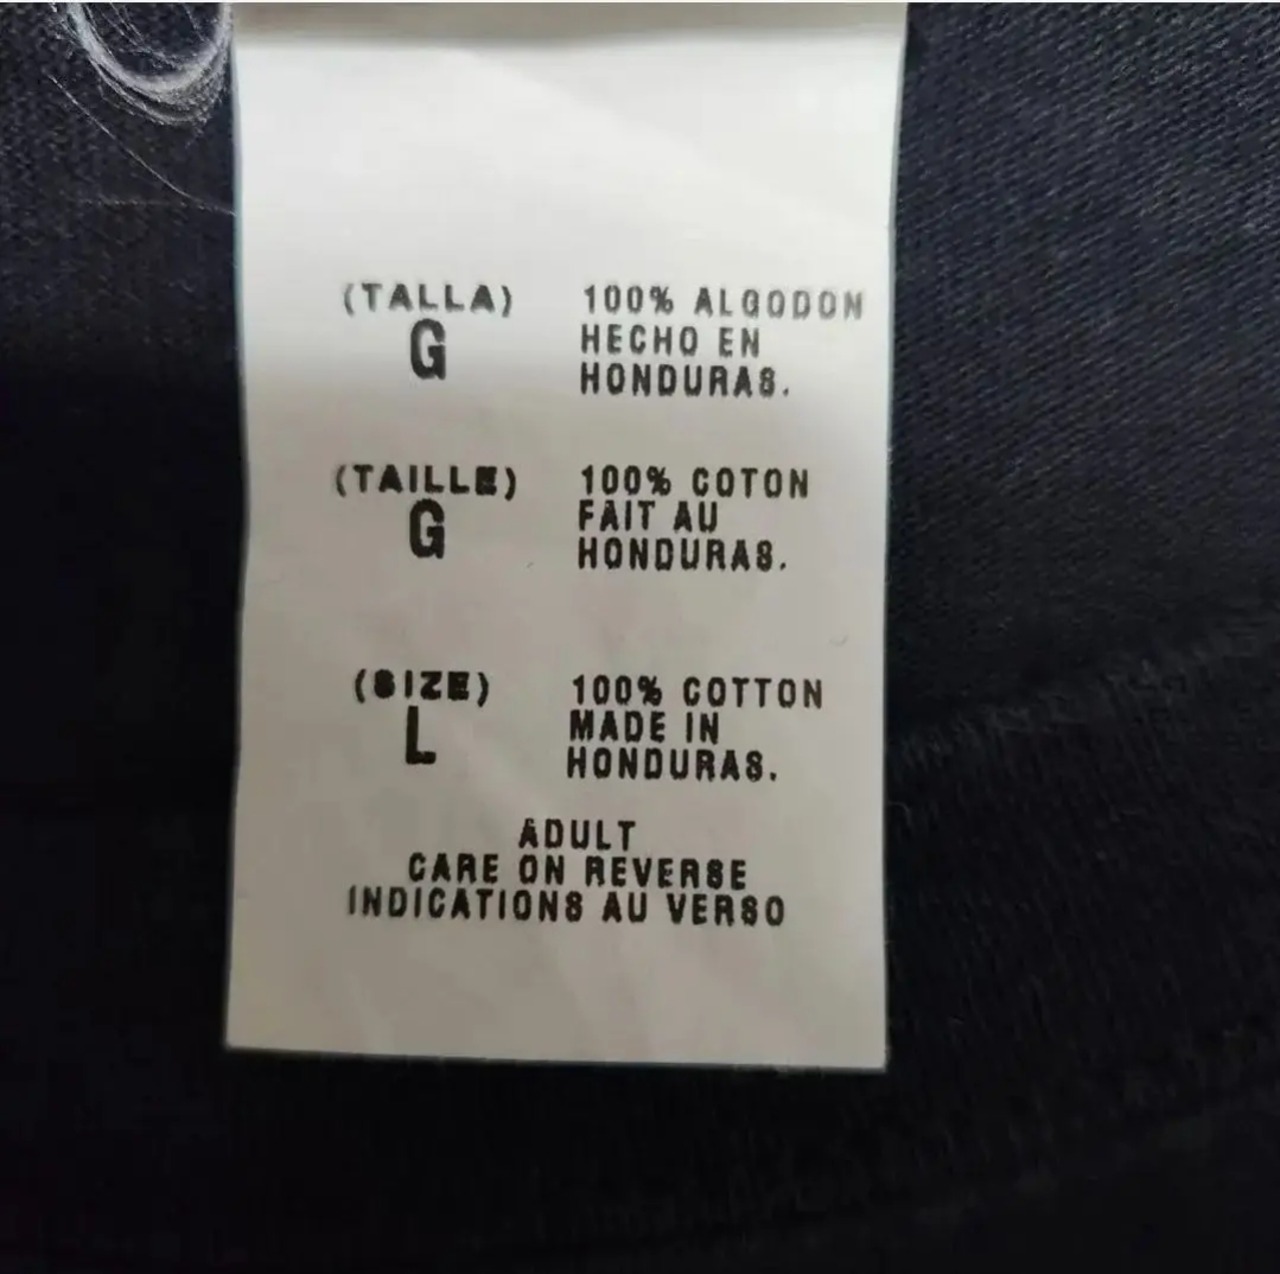 (TALLA)
G
100% ALGODON
HECHO EN
HONDURAS.
(TAILLE)
G
100% COTON
FAIT AU
HONDURAS.
(SIZE)
L
100% COTTON
MADE IN
HONDURAS.
ADULT
CARE ON REVERSE
INDICATIONS AU VERSO